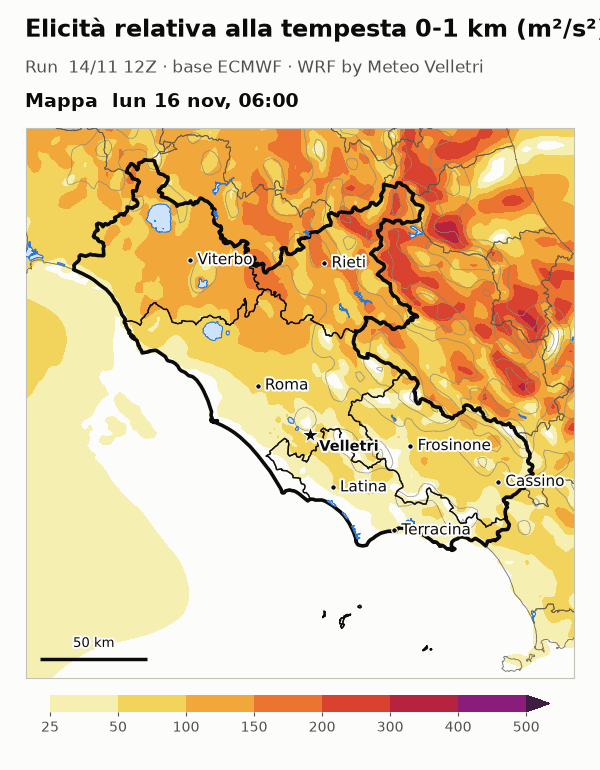 Elicità relativa alla tempesta 0-1 km (m²/s²)
Run 14/11 12Z · base ECMWF · WRF by Meteo Velletri
Mappa lun 16 nov, 06:00
Viterbo
Rieti
Roma
Velletri
Frosinone
Latina
Cassino
Terracina
50 km
25 50 100 150 200 300 400 500